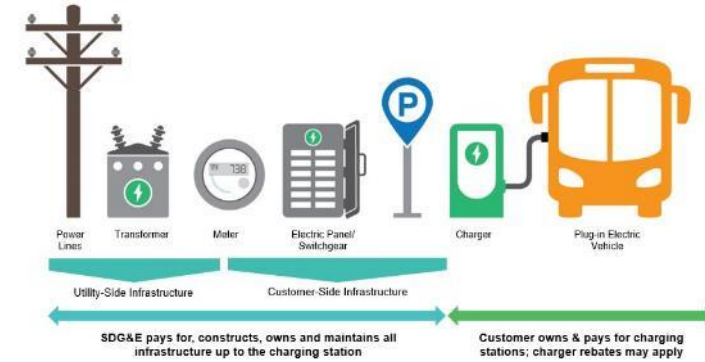 P
738
Power
Lines
Transformer
Meter
Electric Panel/
Switchgear
Charger
Plug-in Electric
Vehicle
Utility-Side Infrastructure
Customer-Side Infrastructure
SDG&E pays for, constructs, owns and maintains all
infrastructure up to the charging station
Customer owns & pays for charging
stations; charger rebates may apply